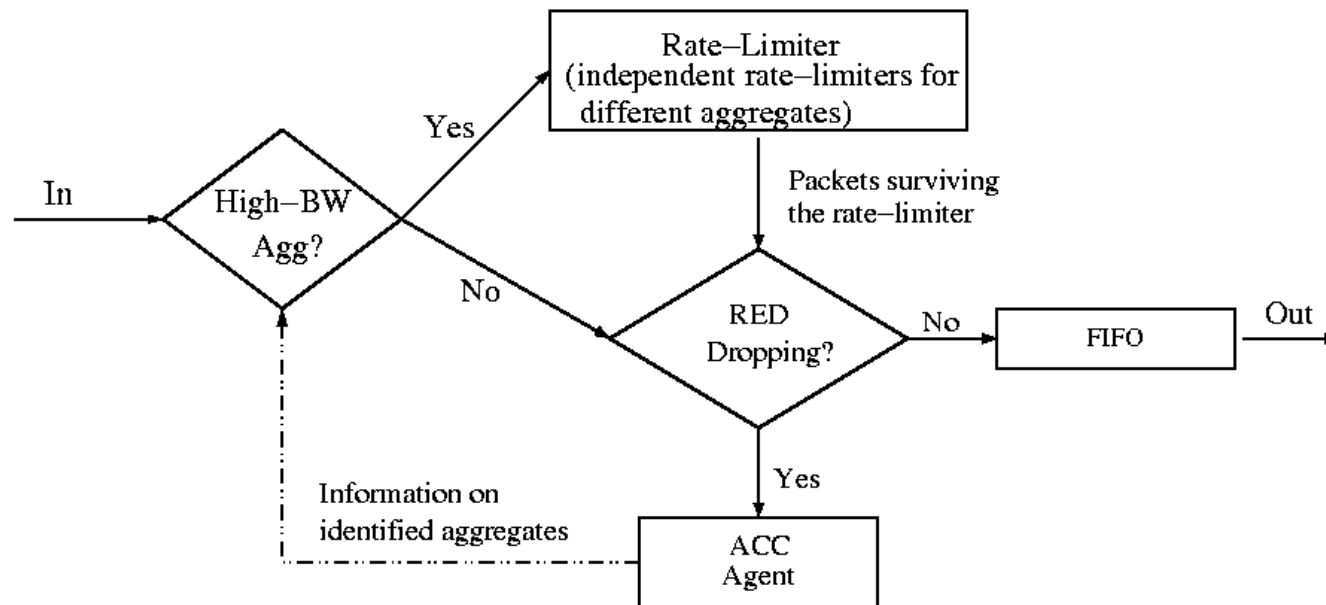 Rate–Limiter
(independent rate–limiters for
different aggregates)
Yes
In
High–BW
Agg?
Packets surviving
the rate–limiter
No
RED
Dropping?
No
FIFO
Out
Yes
Information on
identified aggregates
ACC
Agent